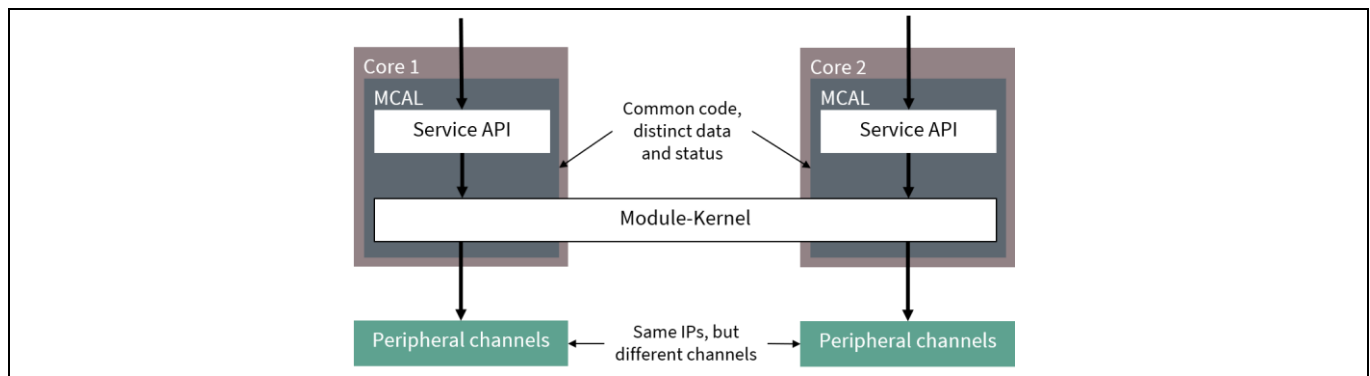 Core 1
MCAL
Service API
Common code,
distinct data
and status
Core 2
MCAL
Service API
Module-Kernel
Peripheral channels
Same IPs, but
different channels
Peripheral channels